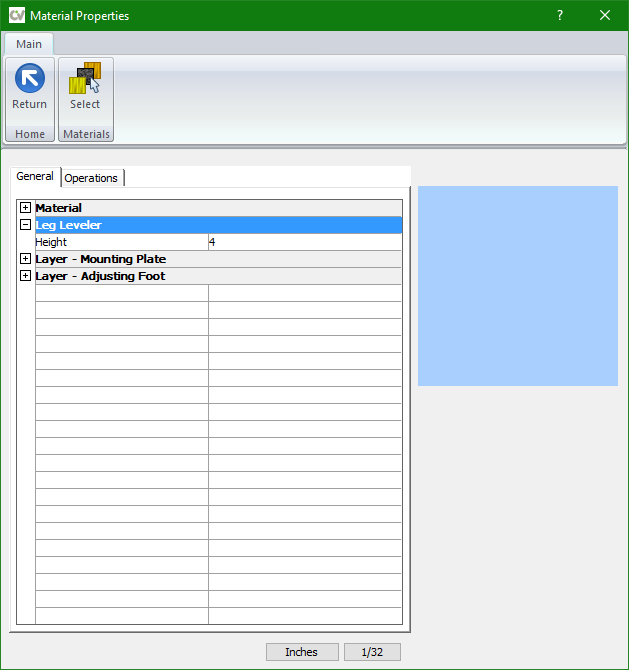 CV Material Properties ?
Main
Return
Select
Home
Materials
General
Operations
Material
Leg Leveler
Height 4
Layer - Mounting Plate
Layer - Adjusting Foot
Inches 1/32